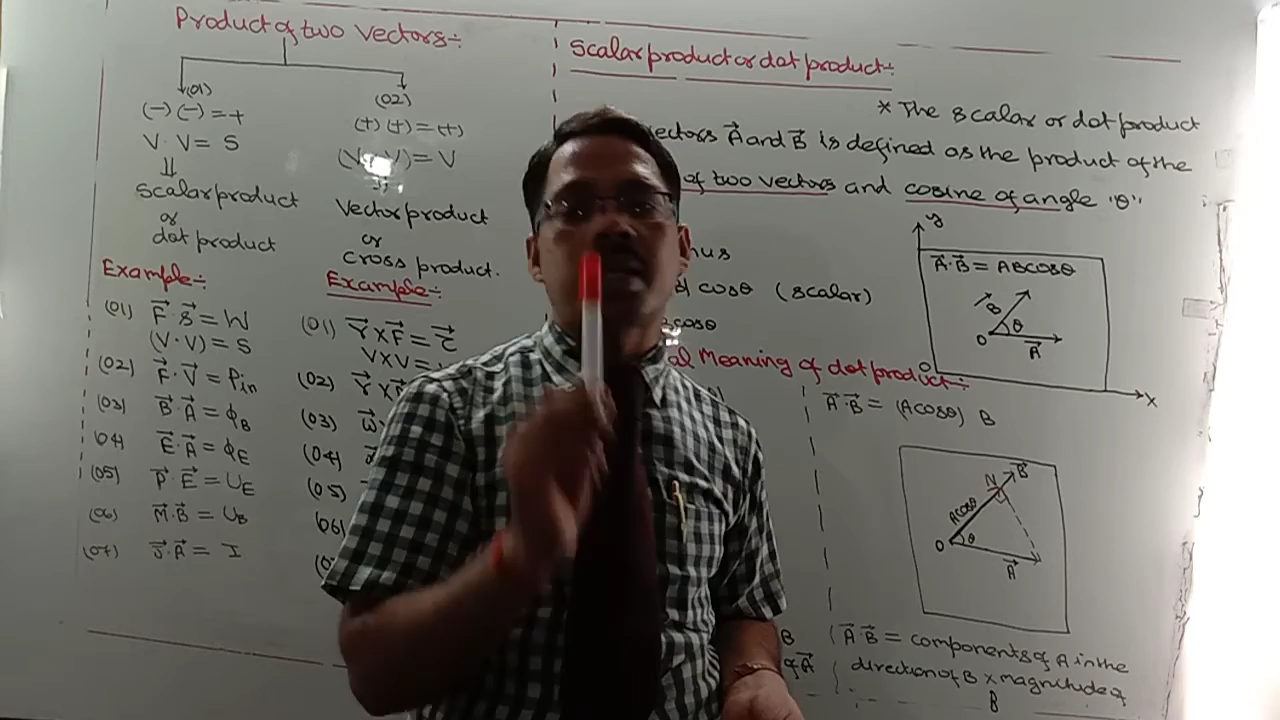 Product of two vectors:-
(01)
(-) (-) = +
V · V = S
⇓
Scalar product
or
dot product
Example:-
(01) F⃗·s⃗ = W
(V·V) = S
(02) F⃗·V⃗ = Pin
(03) B⃗·A⃗ = ϕB
(04) E⃗·A⃗ = ϕE
(05) P⃗·E⃗ = UE
(06) M⃗·B⃗ = UB
(07) J⃗·A⃗ = I
(02)
(+) (+) = (+)
V) = V
Vector product
or
cross product.
Example:-
(01) r⃗ x F⃗ = τ⃗
V x V =
(02) r⃗ x
(03)
(04)
(05)
(06)
Scalar product or dot product:-
* The scalar or dot product
vectors A⃗ and B⃗ is defined as the product of the
of two vectors and cosine of angle "θ".
cosθ (scalar)
cosθ
Meaning of dot product:-
y
A⃗·B⃗ = ABcosθ
B⃗
θ
O
A⃗
O
x
A⃗·B⃗ = (Acosθ) B
N
B⃗
Acosθ
O
θ
A⃗
B
of A⃗
A⃗·B⃗ = components of A in the
direction of B x magnitude of
B